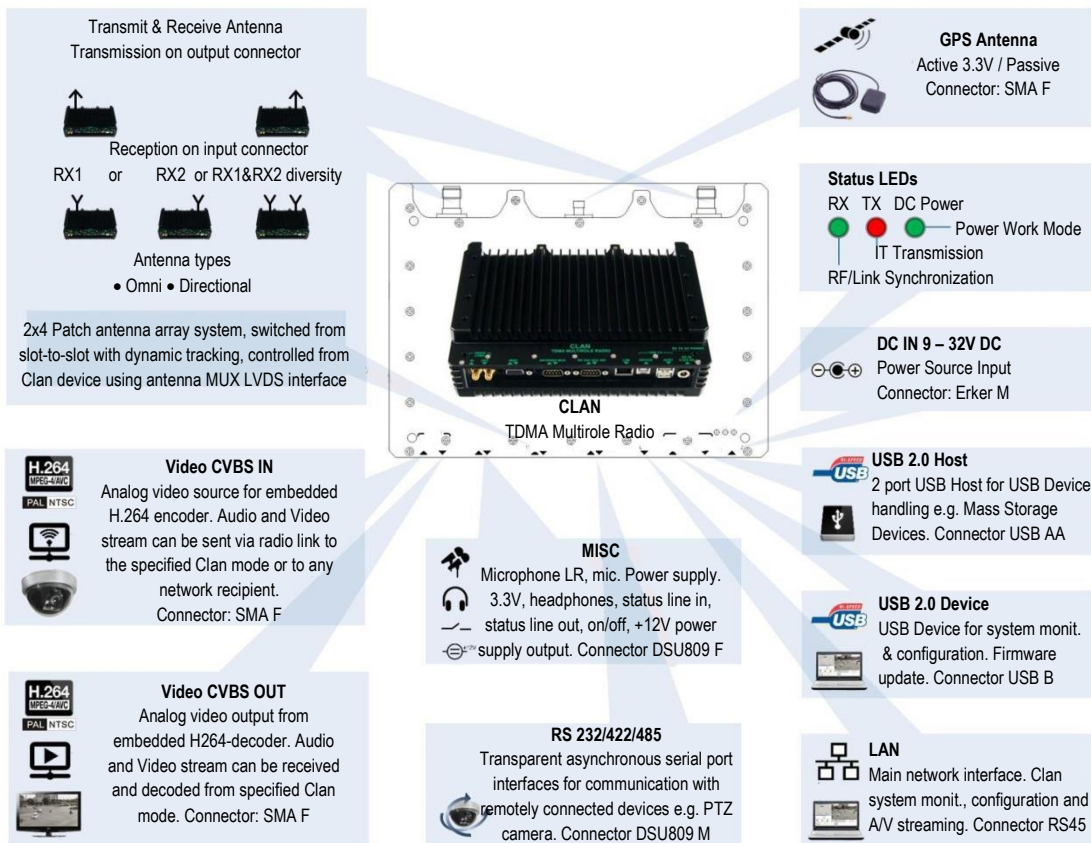 Transmit & Receive Antenna
Transmission on output connector
Reception on input connector
RX1 or RX2 or RX1&RX2 diversity
Antenna types
• Omni • Directional
2x4 Patch antenna array system, switched from
slot-to-slot with dynamic tracking, controlled from
Clan device using antenna MUX LVDS interface
GPS Antenna
Active 3.3V / Passive
Connector: SMA F
Status LEDs
RX TX DC Power
Power Work Mode
IT Transmission
RF/Link Synchronization
DC IN 9 – 32V DC
Power Source Input
Connector: Erker M
CLAN
TDMA MULTIROLE RADIO
CLAN
TDMA Multirole Radio
H.264
MPEG-4/AVC
PAL NTSC
Video CVBS IN
Analog video source for embedded
H.264 encoder. Audio and Video
stream can be sent via radio link to
the specified Clan mode or to any
network recipient.
Connector: SMA F
H.264
MPEG-4/AVC
PAL NTSC
Video CVBS OUT
Analog video output from
embedded H264-decoder. Audio
and Video stream can be received
and decoded from specified Clan
mode. Connector: SMA F
MISC
Microphone LR, mic. Power supply.
3.3V, headphones, status line in,
status line out, on/off, +12V power
supply output. Connector DSU809 F
RS 232/422/485
Transparent asynchronous serial port
interfaces for communication with
remotely connected devices e.g. PTZ
camera. Connector DSU809 M
HI-SPEED
USB
USB 2.0 Host
2 port USB Host for USB Device
handling e.g. Mass Storage
Devices. Connector USB AA
HI-SPEED
USB
USB 2.0 Device
USB Device for system monit.
& configuration. Firmware
update. Connector USB B
LAN
Main network interface. Clan
system monit., configuration and
A/V streaming. Connector RS45